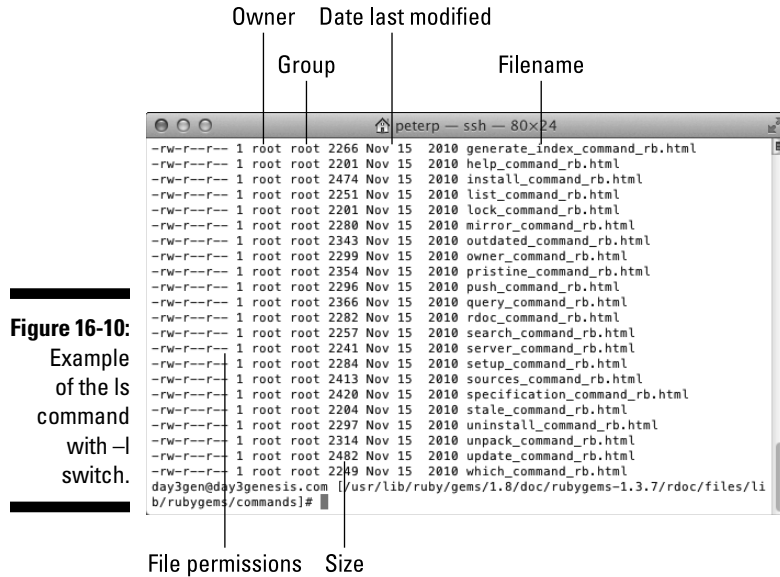 Owner Date last modified
Group Filename
peterp — ssh — 80×24
-rw-r--r-- 1 root root 2266 Nov 15  2010 generate_index_command_rb.html
-rw-r--r-- 1 root root 2201 Nov 15  2010 help_command_rb.html
-rw-r--r-- 1 root root 2474 Nov 15  2010 install_command_rb.html
-rw-r--r-- 1 root root 2251 Nov 15  2010 list_command_rb.html
-rw-r--r-- 1 root root 2201 Nov 15  2010 lock_command_rb.html
-rw-r--r-- 1 root root 2280 Nov 15  2010 mirror_command_rb.html
-rw-r--r-- 1 root root 2343 Nov 15  2010 outdated_command_rb.html
-rw-r--r-- 1 root root 2299 Nov 15  2010 owner_command_rb.html
-rw-r--r-- 1 root root 2354 Nov 15  2010 pristine_command_rb.html
-rw-r--r-- 1 root root 2296 Nov 15  2010 push_command_rb.html
-rw-r--r-- 1 root root 2366 Nov 15  2010 query_command_rb.html
-rw-r--r-- 1 root root 2282 Nov 15  2010 rdoc_command_rb.html
-rw-r--r-- 1 root root 2257 Nov 15  2010 search_command_rb.html
-rw-r--r-- 1 root root 2241 Nov 15  2010 server_command_rb.html
-rw-r--r-- 1 root root 2284 Nov 15  2010 setup_command_rb.html
-rw-r--r-- 1 root root 2413 Nov 15  2010 sources_command_rb.html
-rw-r--r-- 1 root root 2420 Nov 15  2010 specification_command_rb.html
-rw-r--r-- 1 root root 2204 Nov 15  2010 stale_command_rb.html
-rw-r--r-- 1 root root 2297 Nov 15  2010 uninstall_command_rb.html
-rw-r--r-- 1 root root 2314 Nov 15  2010 unpack_command_rb.html
-rw-r--r-- 1 root root 2482 Nov 15  2010 update_command_rb.html
-rw-r--r-- 1 root root 2249 Nov 15  2010 which_command_rb.html
day3gen@day3genesis.com [/usr/lib/ruby/gems/1.8/doc/rubygems-1.3.7/rdoc/files/li
b/rubygems/commands]#
Figure 16-10:
Example
of the ls
command
with –l
switch.
File permissions Size